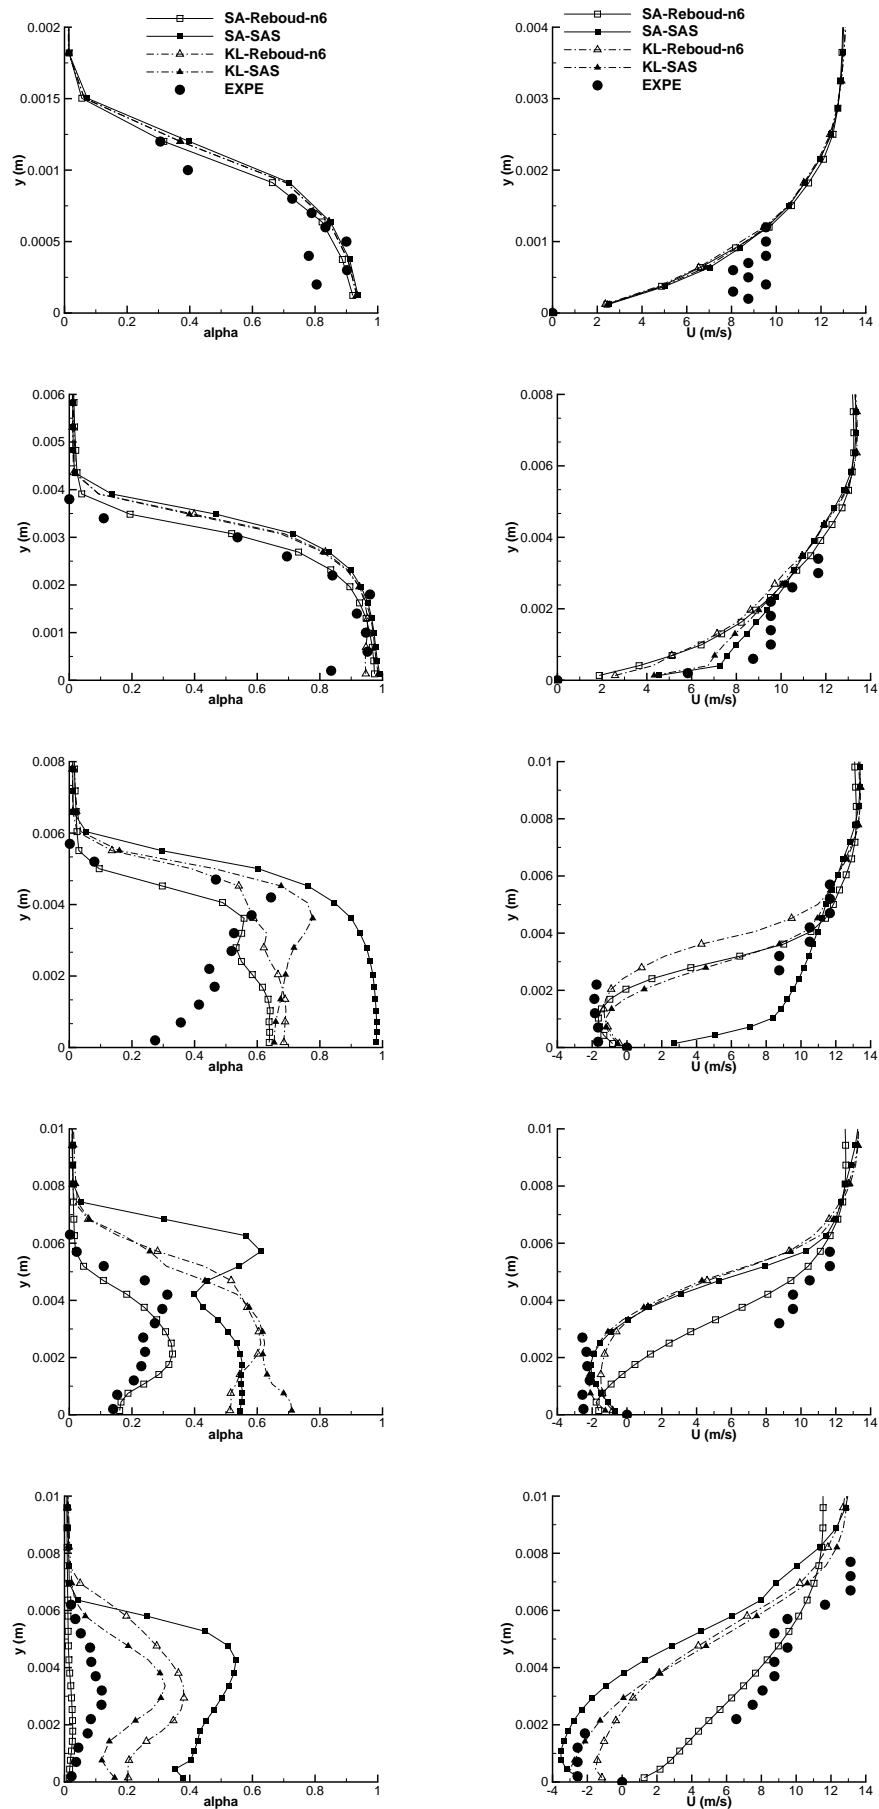 SA-Reboud-n6
SA-SAS
KL-Reboud-n6
KL-SAS
EXPE
0.002
0.0015
0.001
0.0005
0
y (m)
0 0.2 0.4 0.6 0.8 1
alpha
SA-Reboud-n6
SA-SAS
KL-Reboud-n6
KL-SAS
EXPE
0.004
0.003
0.002
0.001
0
y (m)
0 2 4 6 8 10 12 14
U (m/s)
0.006
0.005
0.004
0.003
0.002
0.001
0
y (m)
0 0.2 0.4 0.6 0.8 1
alpha
0.008
0.006
0.004
0.002
0
y (m)
0 2 4 6 8 10 12 14
U (m/s)
0.008
0.006
0.004
0.002
0
y (m)
0 0.2 0.4 0.6 0.8 1
alpha
0.01
0.008
0.006
0.004
0.002
0
y (m)
-4 -2 0 2 4 6 8 10 12 14
U (m/s)
0.01
0.008
0.006
0.004
0.002
0
y (m)
0 0.2 0.4 0.6 0.8 1
alpha
0.01
0.008
0.006
0.004
0.002
0
y (m)
-4 -2 0 2 4 6 8 10 12 14
U (m/s)
0.01
0.008
0.006
0.004
0.002
0
y (m)
0 0.2 0.4 0.6 0.8 1
alpha
0.01
0.008
0.006
0.004
0.002
0
y (m)
-4 -2 0 2 4 6 8 10 12 14
U (m/s)